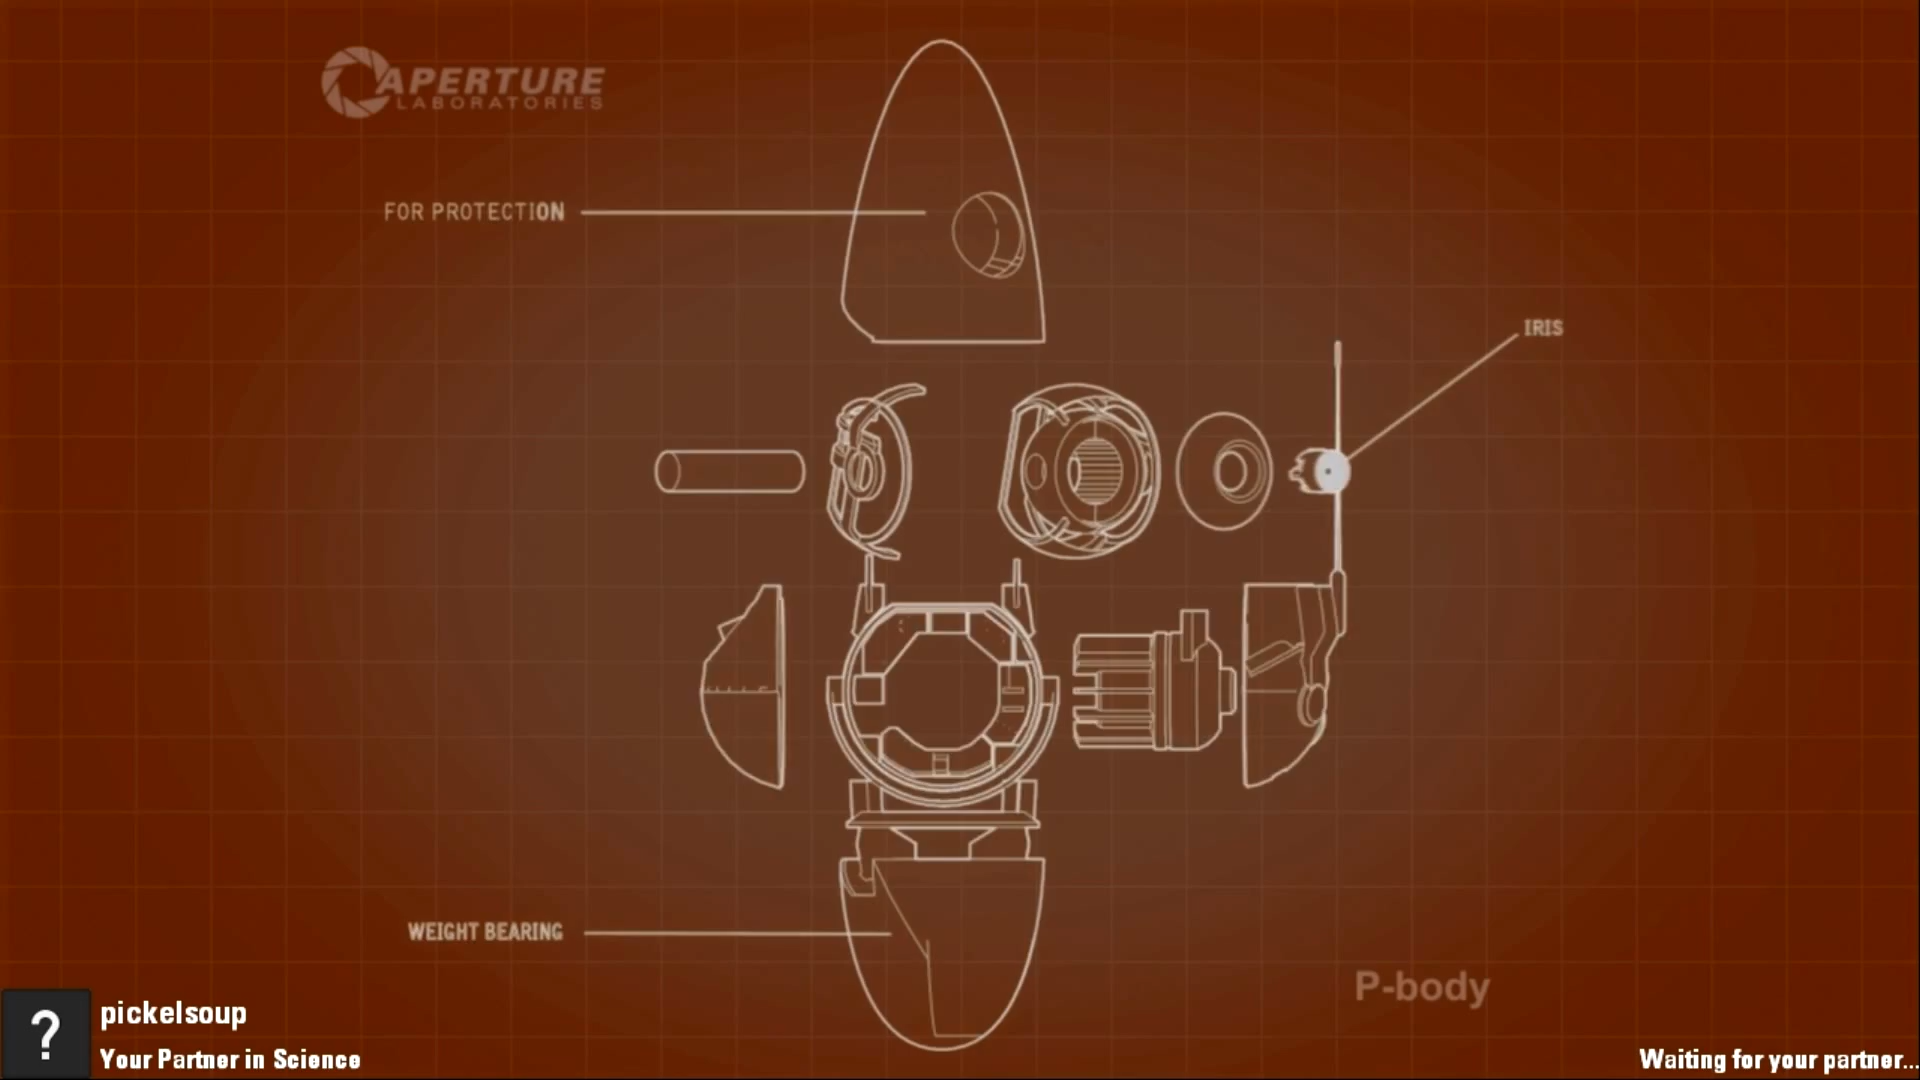 APERTURE
LABORATORIES
FOR PROTECTION
IRIS
WEIGHT BEARING
P-body
?
pickelsoup
Your Partner in Science
Waiting for your partner...